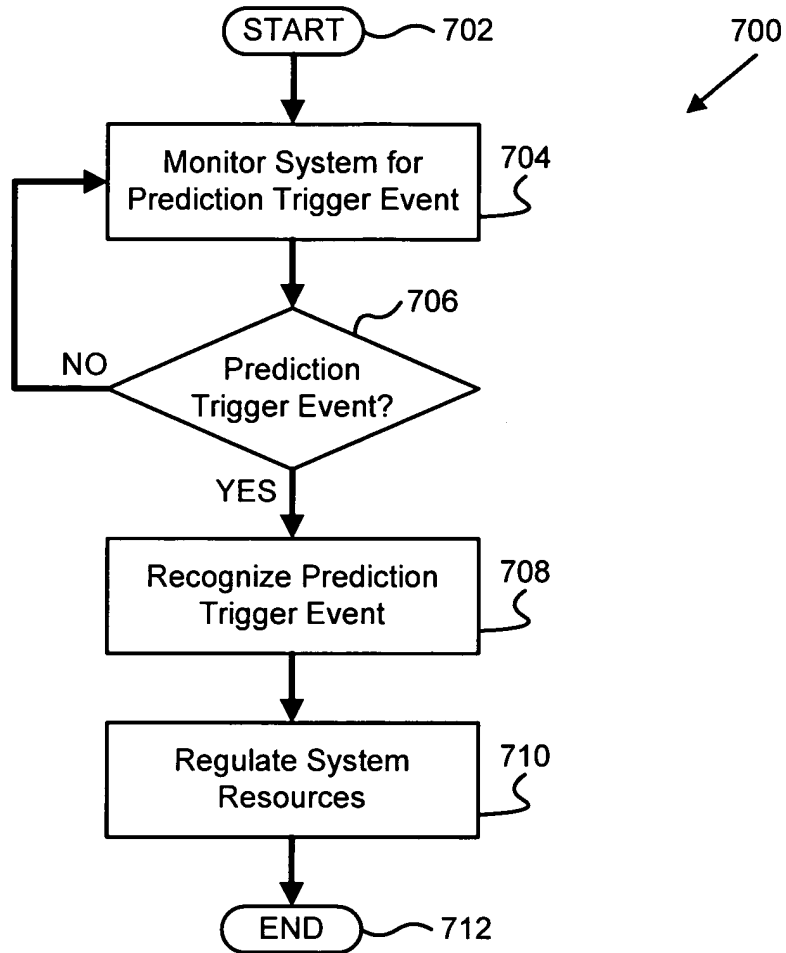 START
702
700
Monitor System for
Prediction Trigger Event
704
706
NO
Prediction
Trigger Event?
YES
Recognize Prediction
Trigger Event
708
Regulate System
Resources
710
END
712